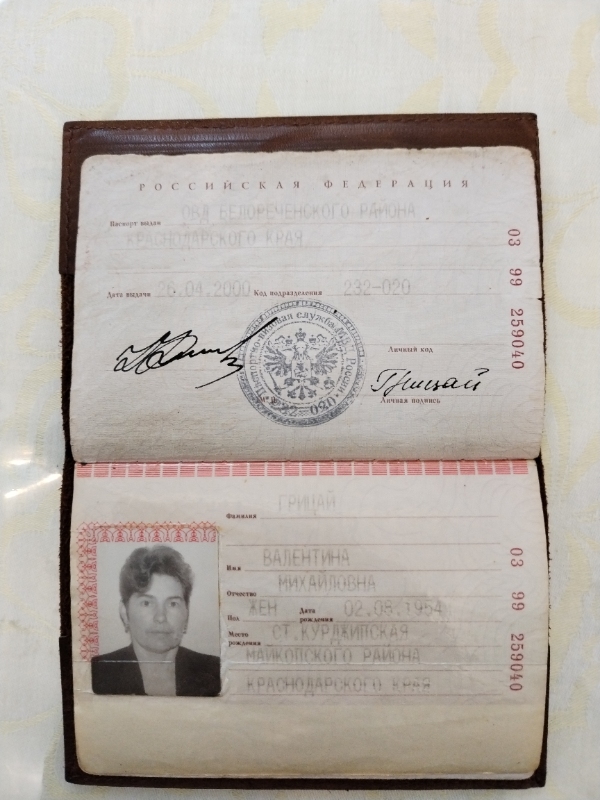 РОССИЙСКАЯ ФЕДЕРАЦИЯ
Паспорт выдан ОВД БЕЛОРЕЧЕНСКОГО РАЙОНА
КРАСНОДАРСКОГО КРАЯ
Дата выдачи 26.04.2000 Код подразделения 232-020
Личный код
Грицай
Личная подпись
03 99 259040
Фамилия ГРИЦАЙ
Имя ВАЛЕНТИНА
Отчество МИХАЙЛОВНА
Пол ЖЕН Дата рождения 02.08.1954
Место рождения СТ.КУРДЖИПСКАЯ
МАЙКОПСКОГО РАЙОНА
КРАСНОДАРСКОГО КРАЯ
03 99 259040